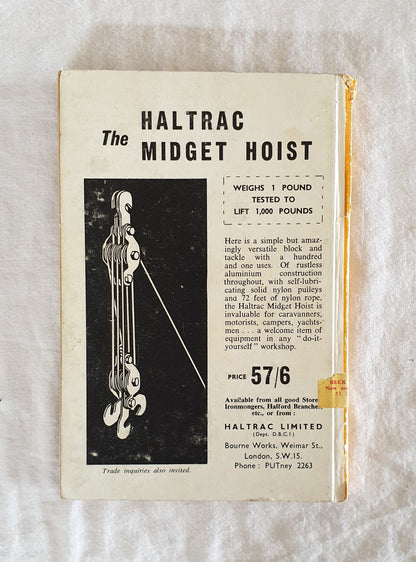 The HALTRAC
MIDGET HOIST
WEIGHS 1 POUND
TESTED TO
LIFT 1,000 POUNDS
Here is a simple but amaz-
ingly versatile block and
tackle with a hundred
and one uses. Of rustless
aluminium construction
throughout, with self-lubri-
cating solid nylon pulleys
and 72 feet of nylon rope,
the Haltrac Midget Hoist is
invaluable for caravanners,
motorists, campers, yachts-
men . . . a welcome item of
equipment in any "do-it-
yourself" workshop.
PRICE 57/6
Available from all good Store
Ironmongers, Halford Branche
etc., or from :
HALTRAC LIMITED
(Dept. D.B.C.1)
Bourne Works, Weimar St.,
London, S.W.15.
Phone : PUTney 2263
Trade inquiries also invited.
BECK
New an